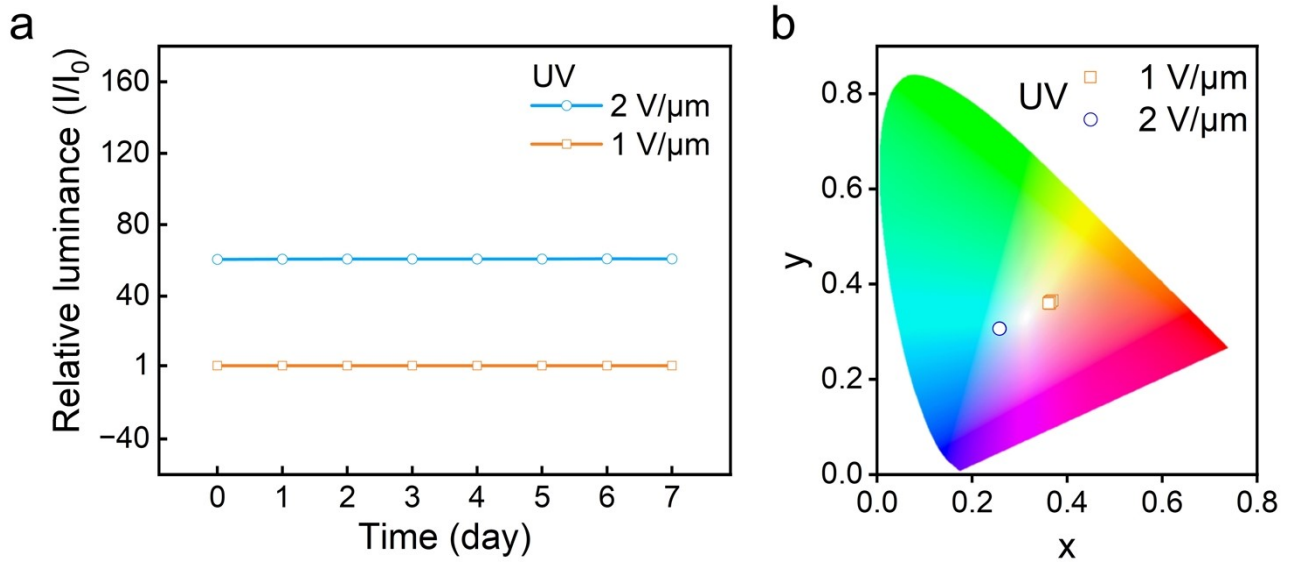 a
Relative luminance (I/I₀)
160
120
80
40
1
−40
UV
2 V/μm
1 V/μm
0 1 2 3 4 5 6 7
Time (day)
b
y
0.8
0.6
0.4
0.2
0.0
UV
1 V/μm
2 V/μm
0.0 0.2 0.4 0.6 0.8
x